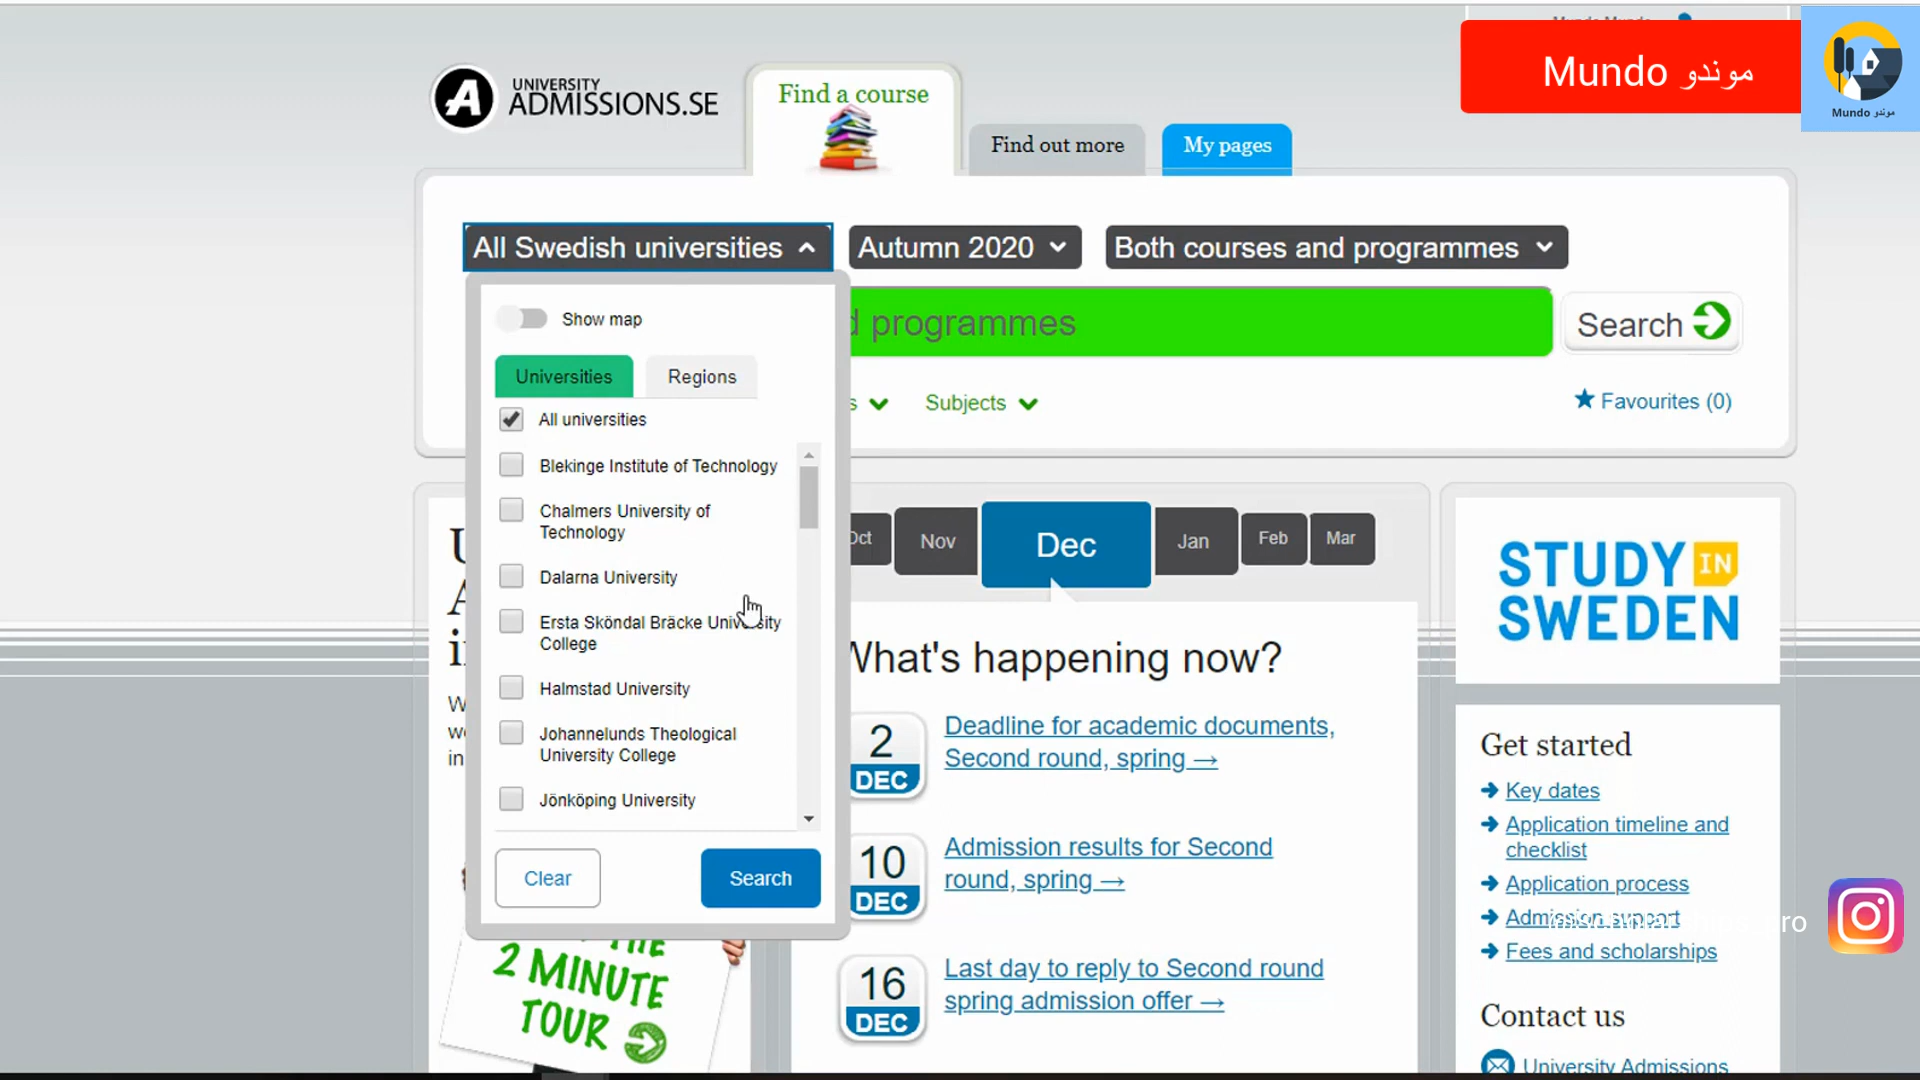 Mundo موندو
Mundo موندو
UNIVERSITY
ADMISSIONS.SE
Find a course
Find out more
My pages
All Swedish universities
Autumn 2020
Both courses and programmes
programmes
Search
Subjects
Favourites (0)
Show map
Universities
Regions
All universities
Blekinge Institute of Technology
Chalmers University of
Technology
Dalarna University
Ersta Sköndal Bräcke University
College
Halmstad University
Johannelunds Theological
University College
Jönköping University
Clear
Search
2 MINUTE
TOUR
Nov
Dec
Jan
Feb
Mar
What's happening now?
2
DEC
Deadline for academic documents,
Second round, spring →
10
DEC
Admission results for Second
round, spring →
16
DEC
Last day to reply to Second round
spring admission offer →
STUDY IN
SWEDEN
Get started
Key dates
Application timeline and
checklist
Application process
Admission support
Fees and scholarships
Contact us
University Admissions